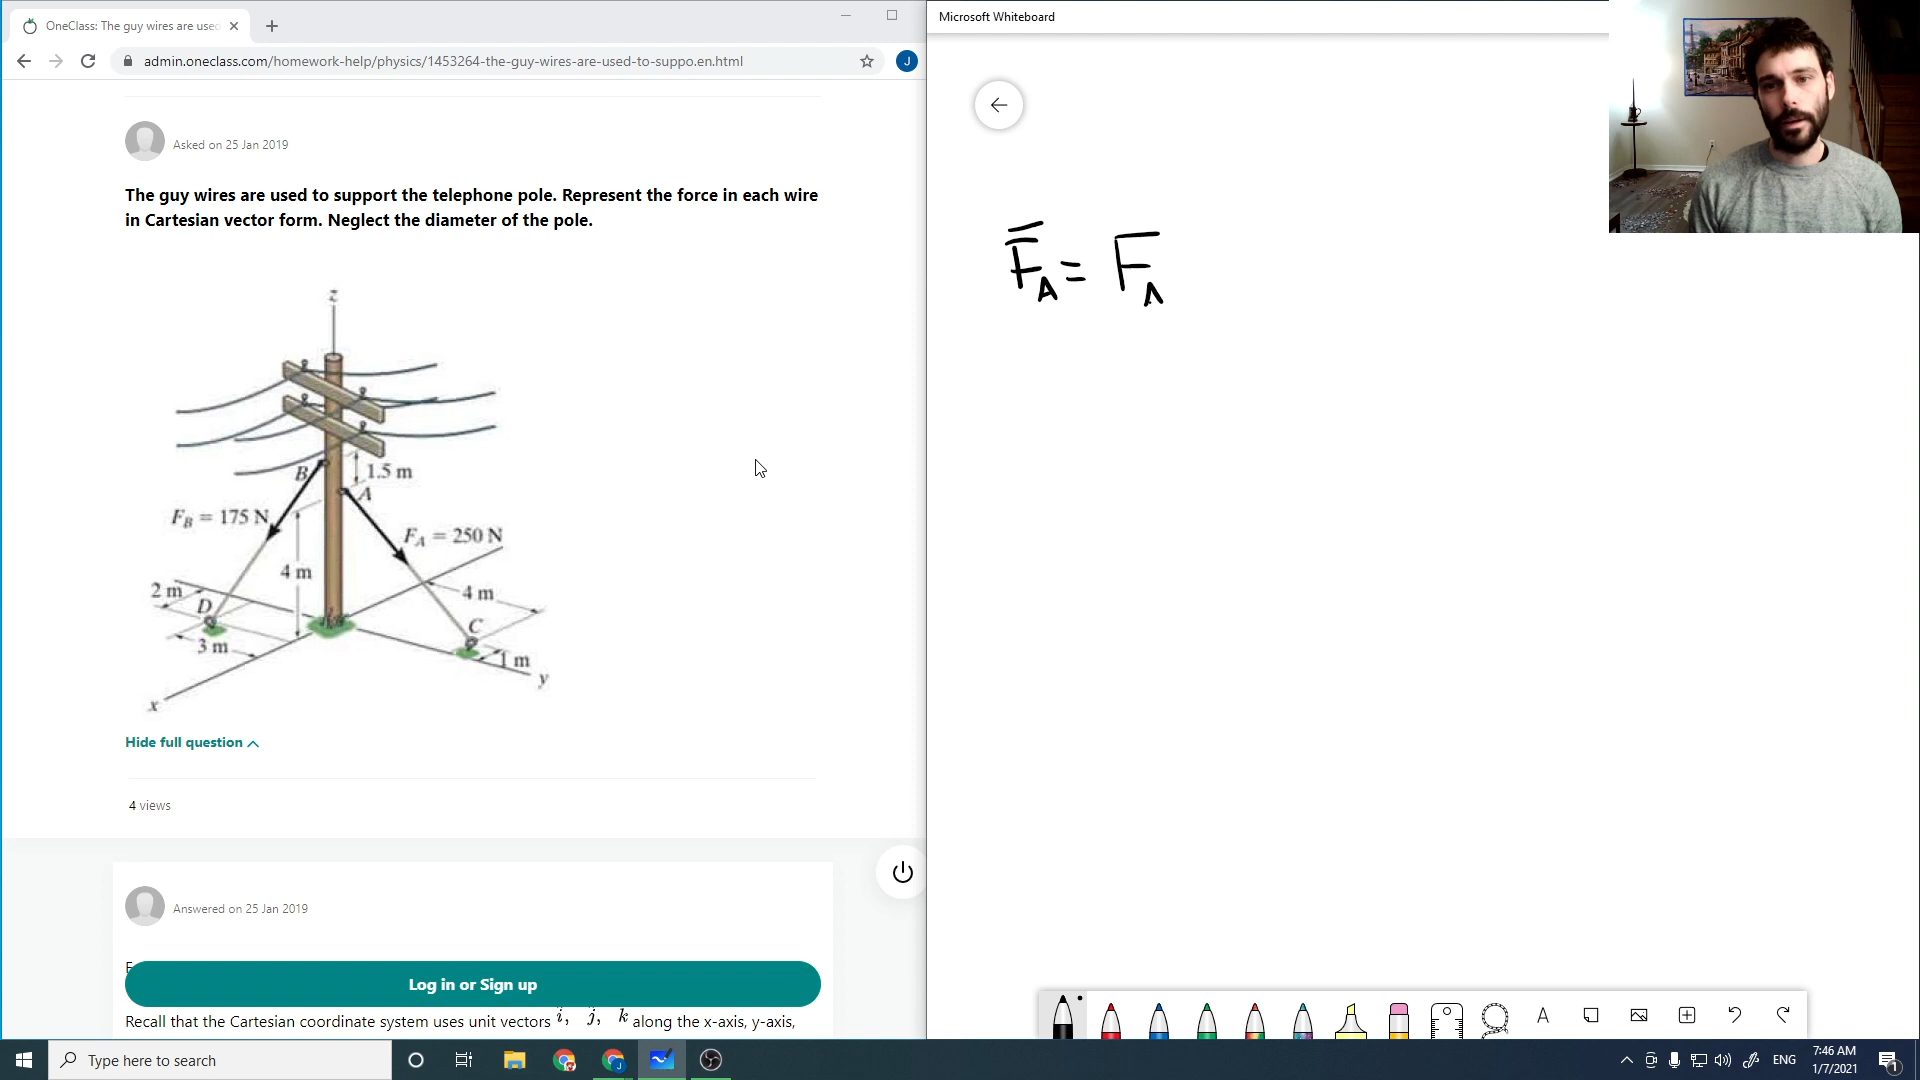 OneClass: The guy wires are used
Microsoft Whiteboard
admin.oneclass.com/homework-help/physics/1453264-the-guy-wires-are-used-to-suppo.en.html
J
Asked on 25 Jan 2019
The guy wires are used to support the telephone pole. Represent the force in each wire
in Cartesian vector form. Neglect the diameter of the pole.
z
B
1.5 m
A
F_B = 175 N
F_A = 250 N
4 m
2 m
D
4 m
C
3 m
1 m
y
x
Hide full question
4 views
Answered on 25 Jan 2019
Log in or Sign up
Recall that the Cartesian coordinate system uses unit vectors i, j, k along the x-axis, y-axis,
F̄_A = F_A
A
Type here to search
J
ENG
7:46 AM
1/7/2021
1